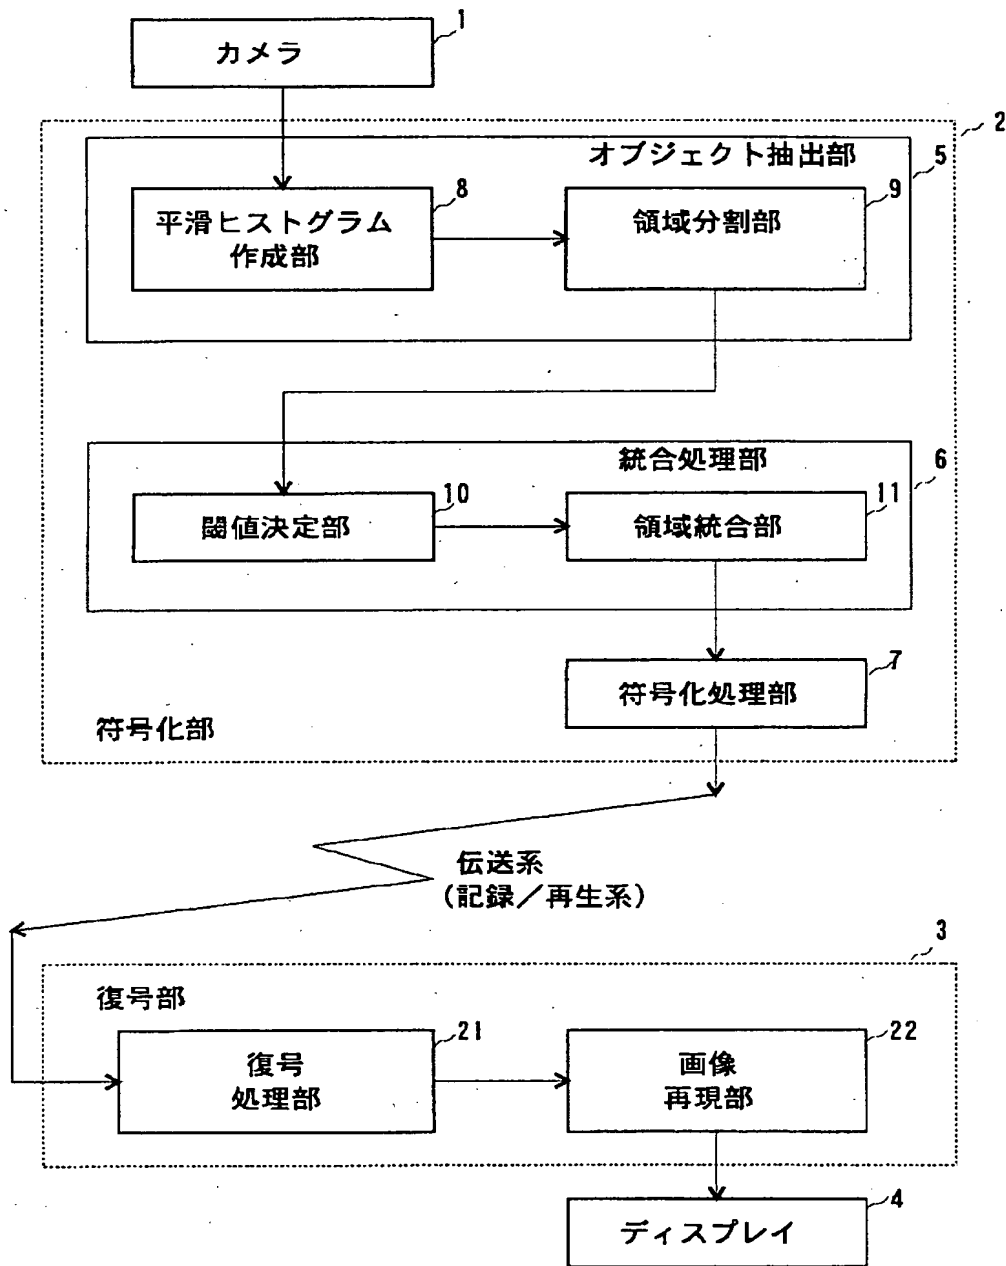 1
カメラ
2
オブジェクト抽出部
5
8
平滑ヒストグラム
作成部
9
領域分割部
統合処理部
6
10
閾値決定部
11
領域統合部
7
符号化処理部
符号化部
伝送系
(記録/再生系)
3
復号部
21
復号
処理部
22
画像
再現部
4
ディスプレイ